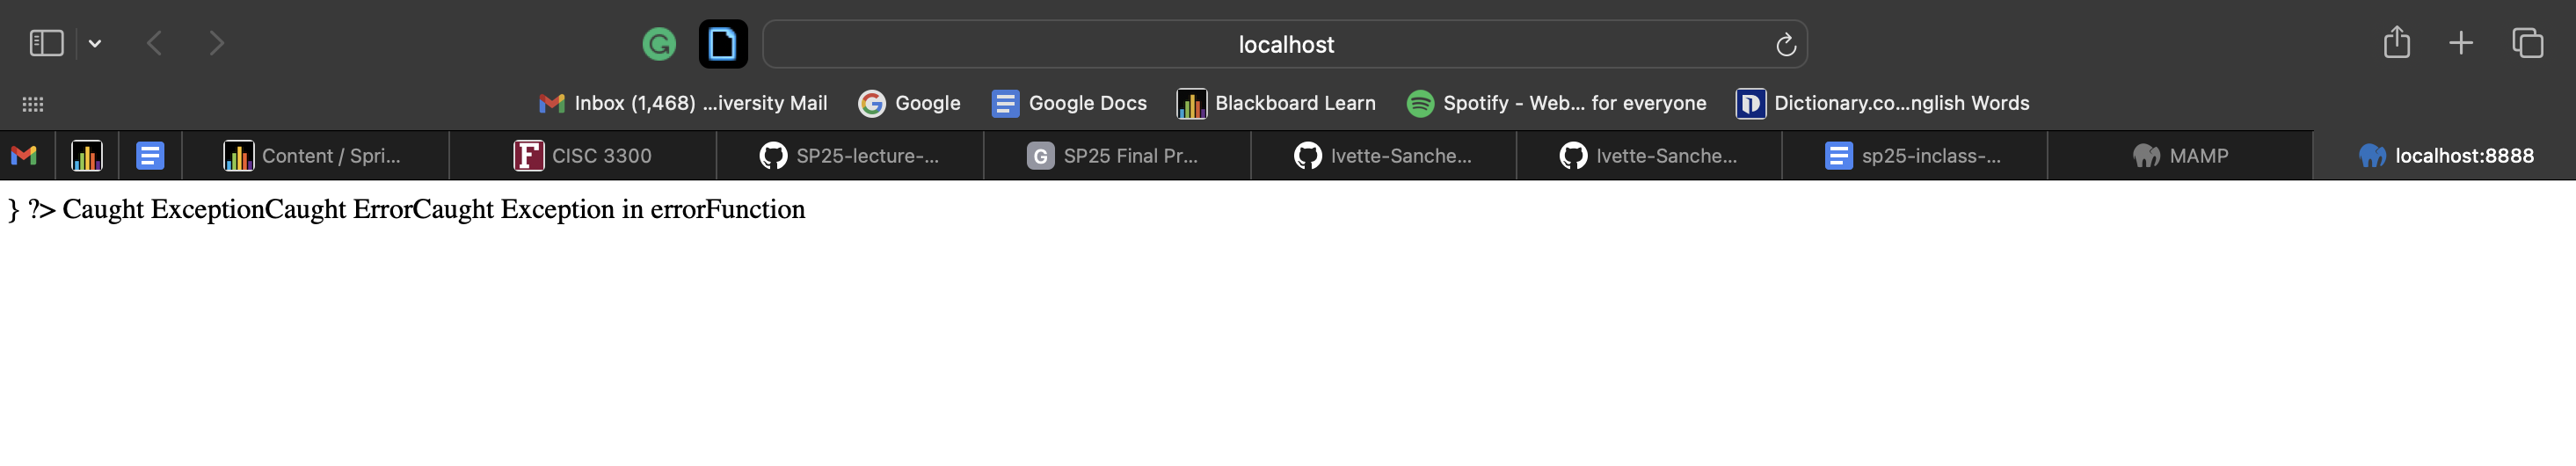 localhost
Inbox (1,468) ...iversity Mail Google Google Docs Blackboard Learn Spotify - Web... for everyone Dictionary.co...nglish Words
Content / Spri... CISC 3300 SP25-lecture-... G SP25 Final Pr... Ivette-Sanche... Ivette-Sanche... sp25-inclass-... MAMP localhost:8888
} ?> Caught ExceptionCaught ErrorCaught Exception in errorFunction